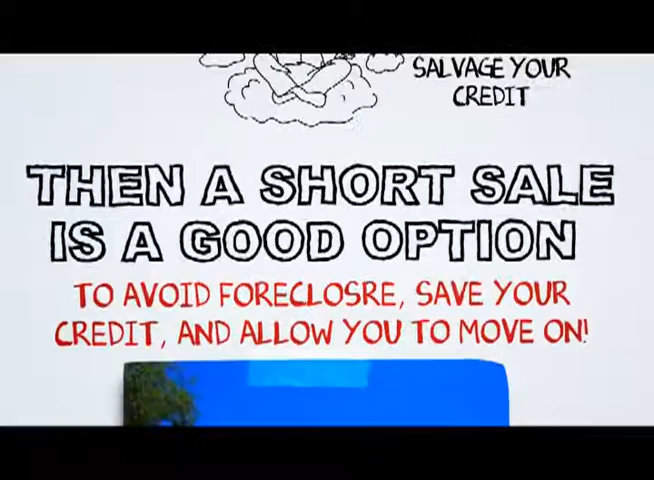 SALVAGE YOUR
CREDIT
THEN A SHORT SALE
IS A GOOD OPTION
TO AVOID FORECLOSRE, SAVE YOUR
CREDIT, AND ALLOW YOU TO MOVE ON!